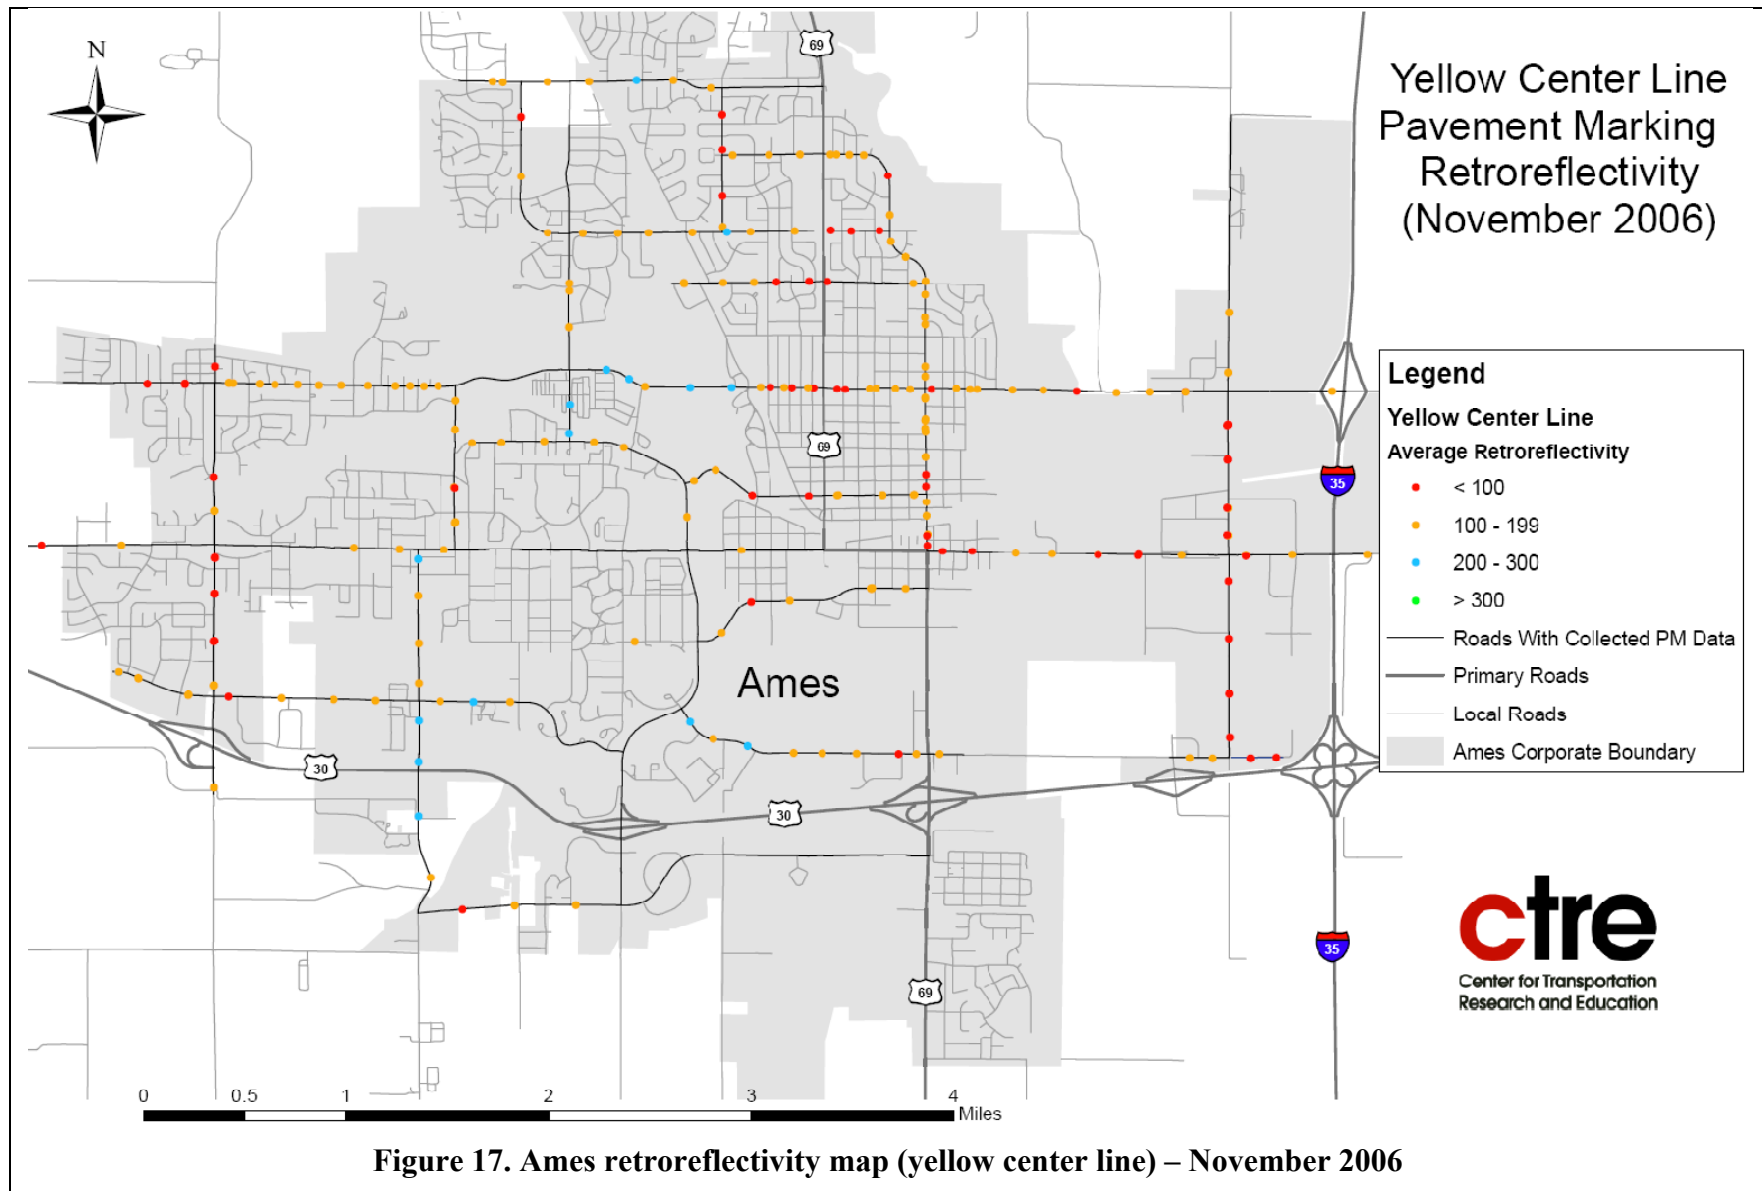 N
69
Yellow Center Line
Pavement Marking
Retroreflectivity
(November 2006)
Legend
Yellow Center Line
Average Retroreflectivity
< 100
100 - 199
200 - 300
> 300
Roads With Collected PM Data
Primary Roads
Local Roads
Ames Corporate Boundary
69
35
Ames
30
30
35
69
ctre
Center for Transportation
Research and Education
0 0.5 1 2 3 4
Miles
Figure 17. Ames retroreflectivity map (yellow center line) – November 2006